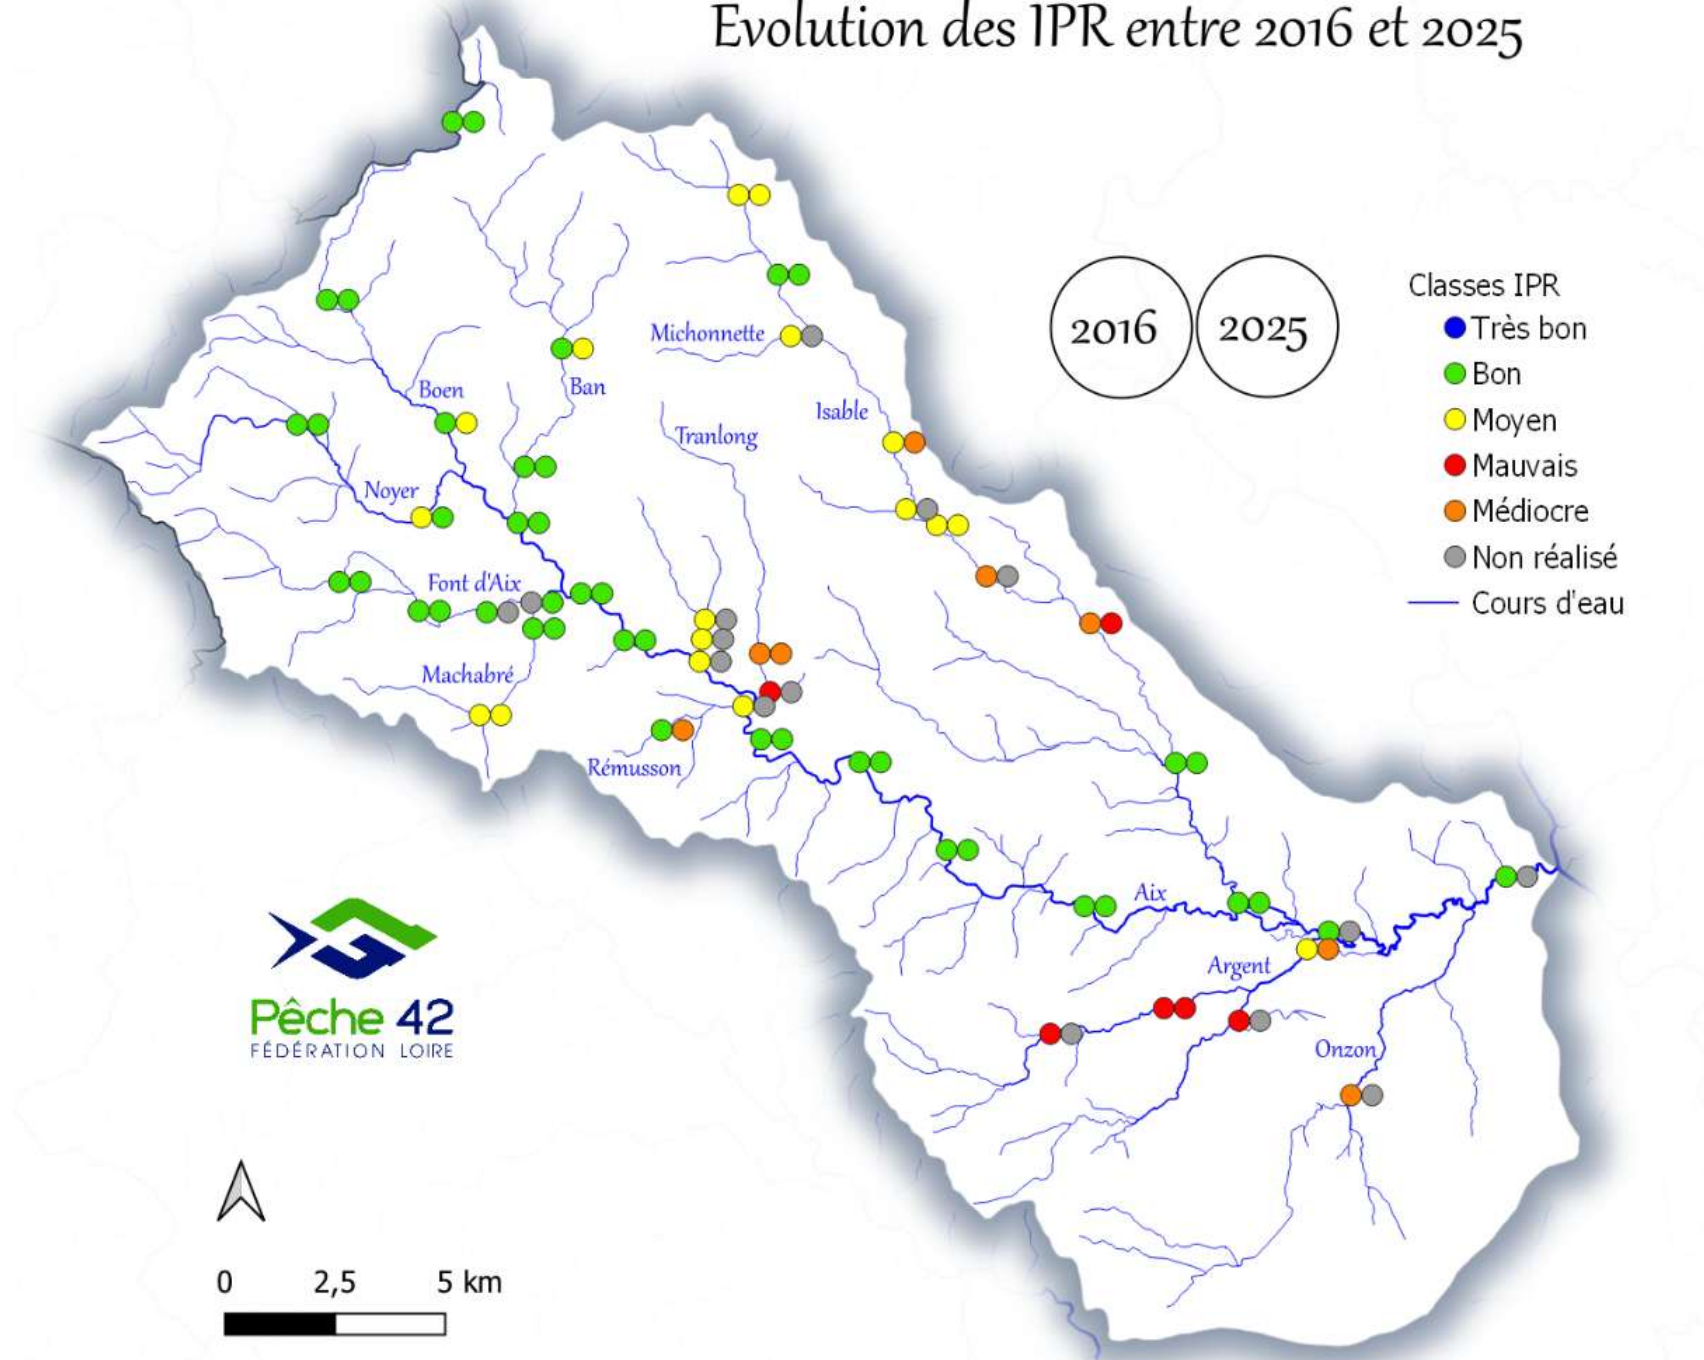 Evolution des IPR entre 2016 et 2025
2016
2025
Classes IPR
Très bon
Bon
Moyen
Mauvais
Médiocre
Non réalisé
Cours d'eau
Michonnette
Isable
Boen
Ban
Tranlong
Noyer
Font d'Aix
Machabré
Rémusson
Aix
Argent
Onzon
Pêche 42
FÉDÉRATION LOIRE
0 2,5 5 km